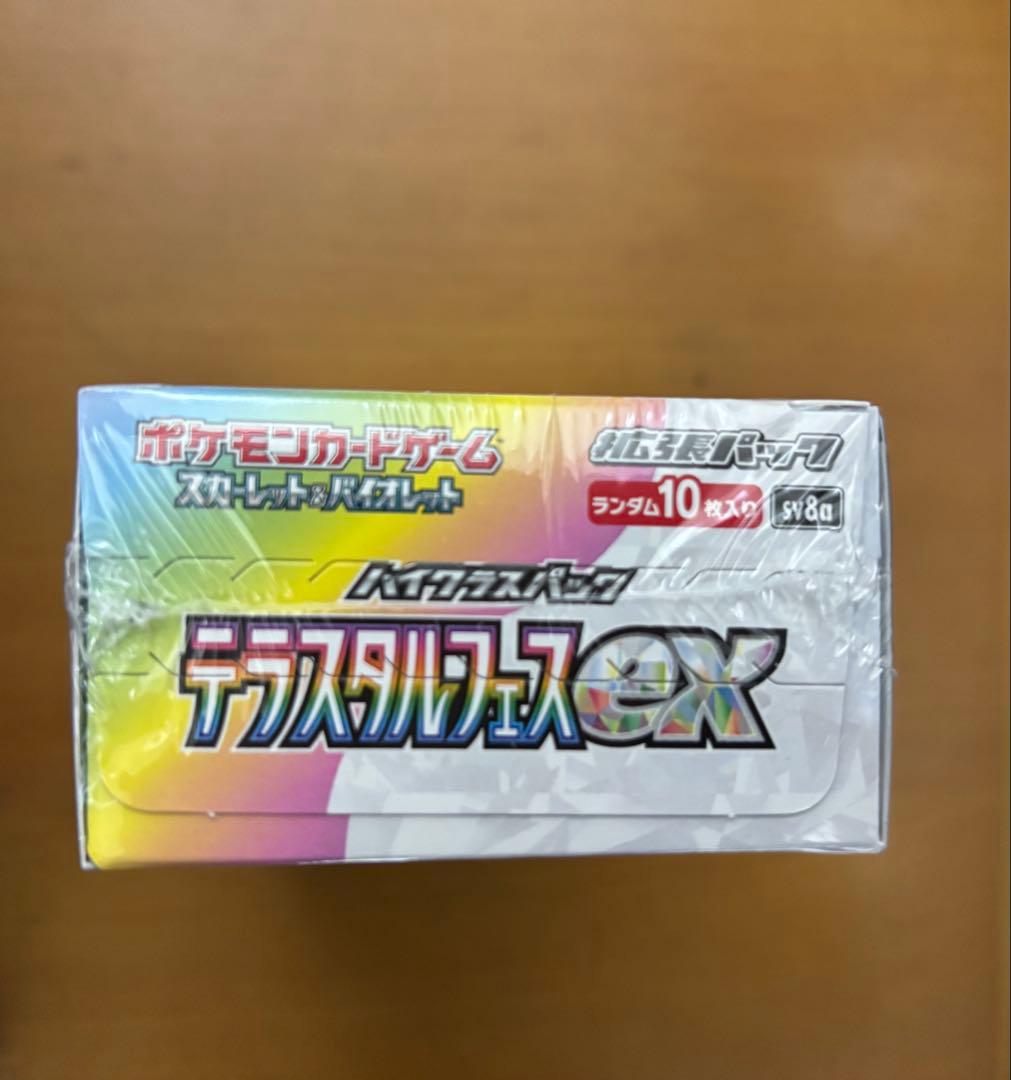 ポケモンカードゲーム
スカーレット&バイオレット
拡張パック
ランダム10枚入り sv8a
ハイクラスパック
テラスタルフェスex